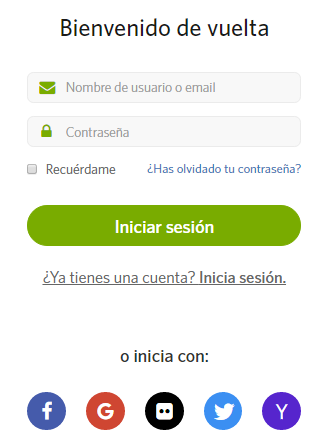 Bienvenido de vuelta
Nombre de usuario o email
Contraseña
Recuérdame ¿Has olvidado tu contraseña?
Iniciar sesión
¿Ya tienes una cuenta? Inicia sesión.
o inicia con:
f G Y